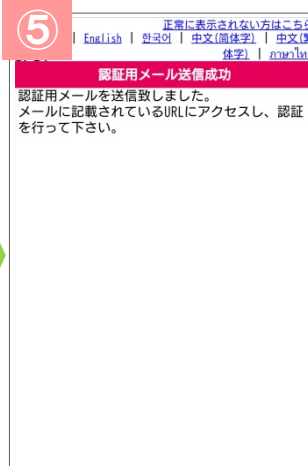 ⑤
正常に表示されない方はこちら
| English | 한국어 | 中文(简体字) | 中文(繁
体字) | ภาษาไท
認証用メール送信成功
認証用メールを送信致しました。
メールに記載されているURLにアクセスし、認証
を行って下さい。